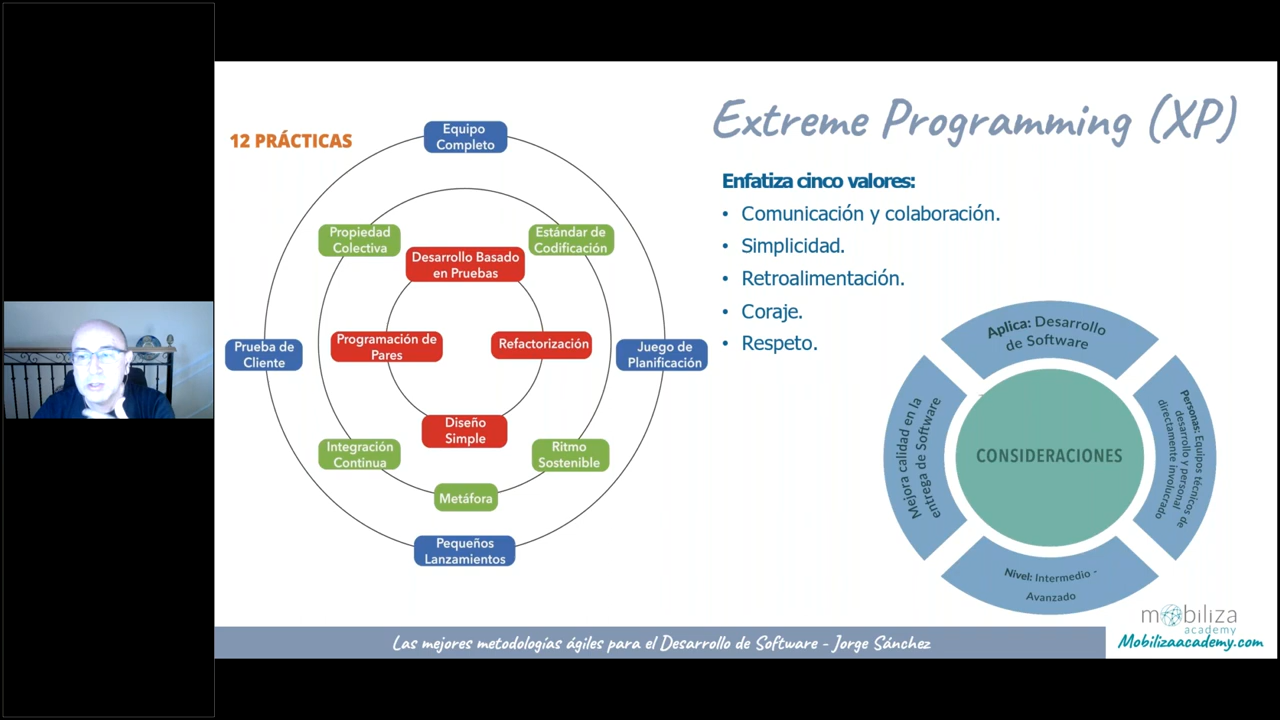 Extreme Programming (XP)
12 PRÁCTICAS
Equipo
Completo
Propiedad
Colectiva
Estándar de
Codificación
Desarrollo Basado
en Pruebas
Prueba de
Cliente
Programación de
Pares
Refactorización
Juego de
Planificación
Diseño
Simple
Integración
Continua
Ritmo
Sostenible
Metáfora
Pequeños
Lanzamientos
Enfatiza cinco valores:
• Comunicación y colaboración.
• Simplicidad.
• Retroalimentación.
• Coraje.
• Respeto.
Aplica: Desarrollo
de Software
Mejora calidad en la
entrega de Software
CONSIDERACIONES
Personas: Equipos técnicos de
desarrollo y personal
directamente involucrado
Nivel: Intermedio -
Avanzado
mobiliza
academy
Mobilizaacademy.com
Las mejores metodologías ágiles para el Desarrollo de Software - Jorge Sánchez